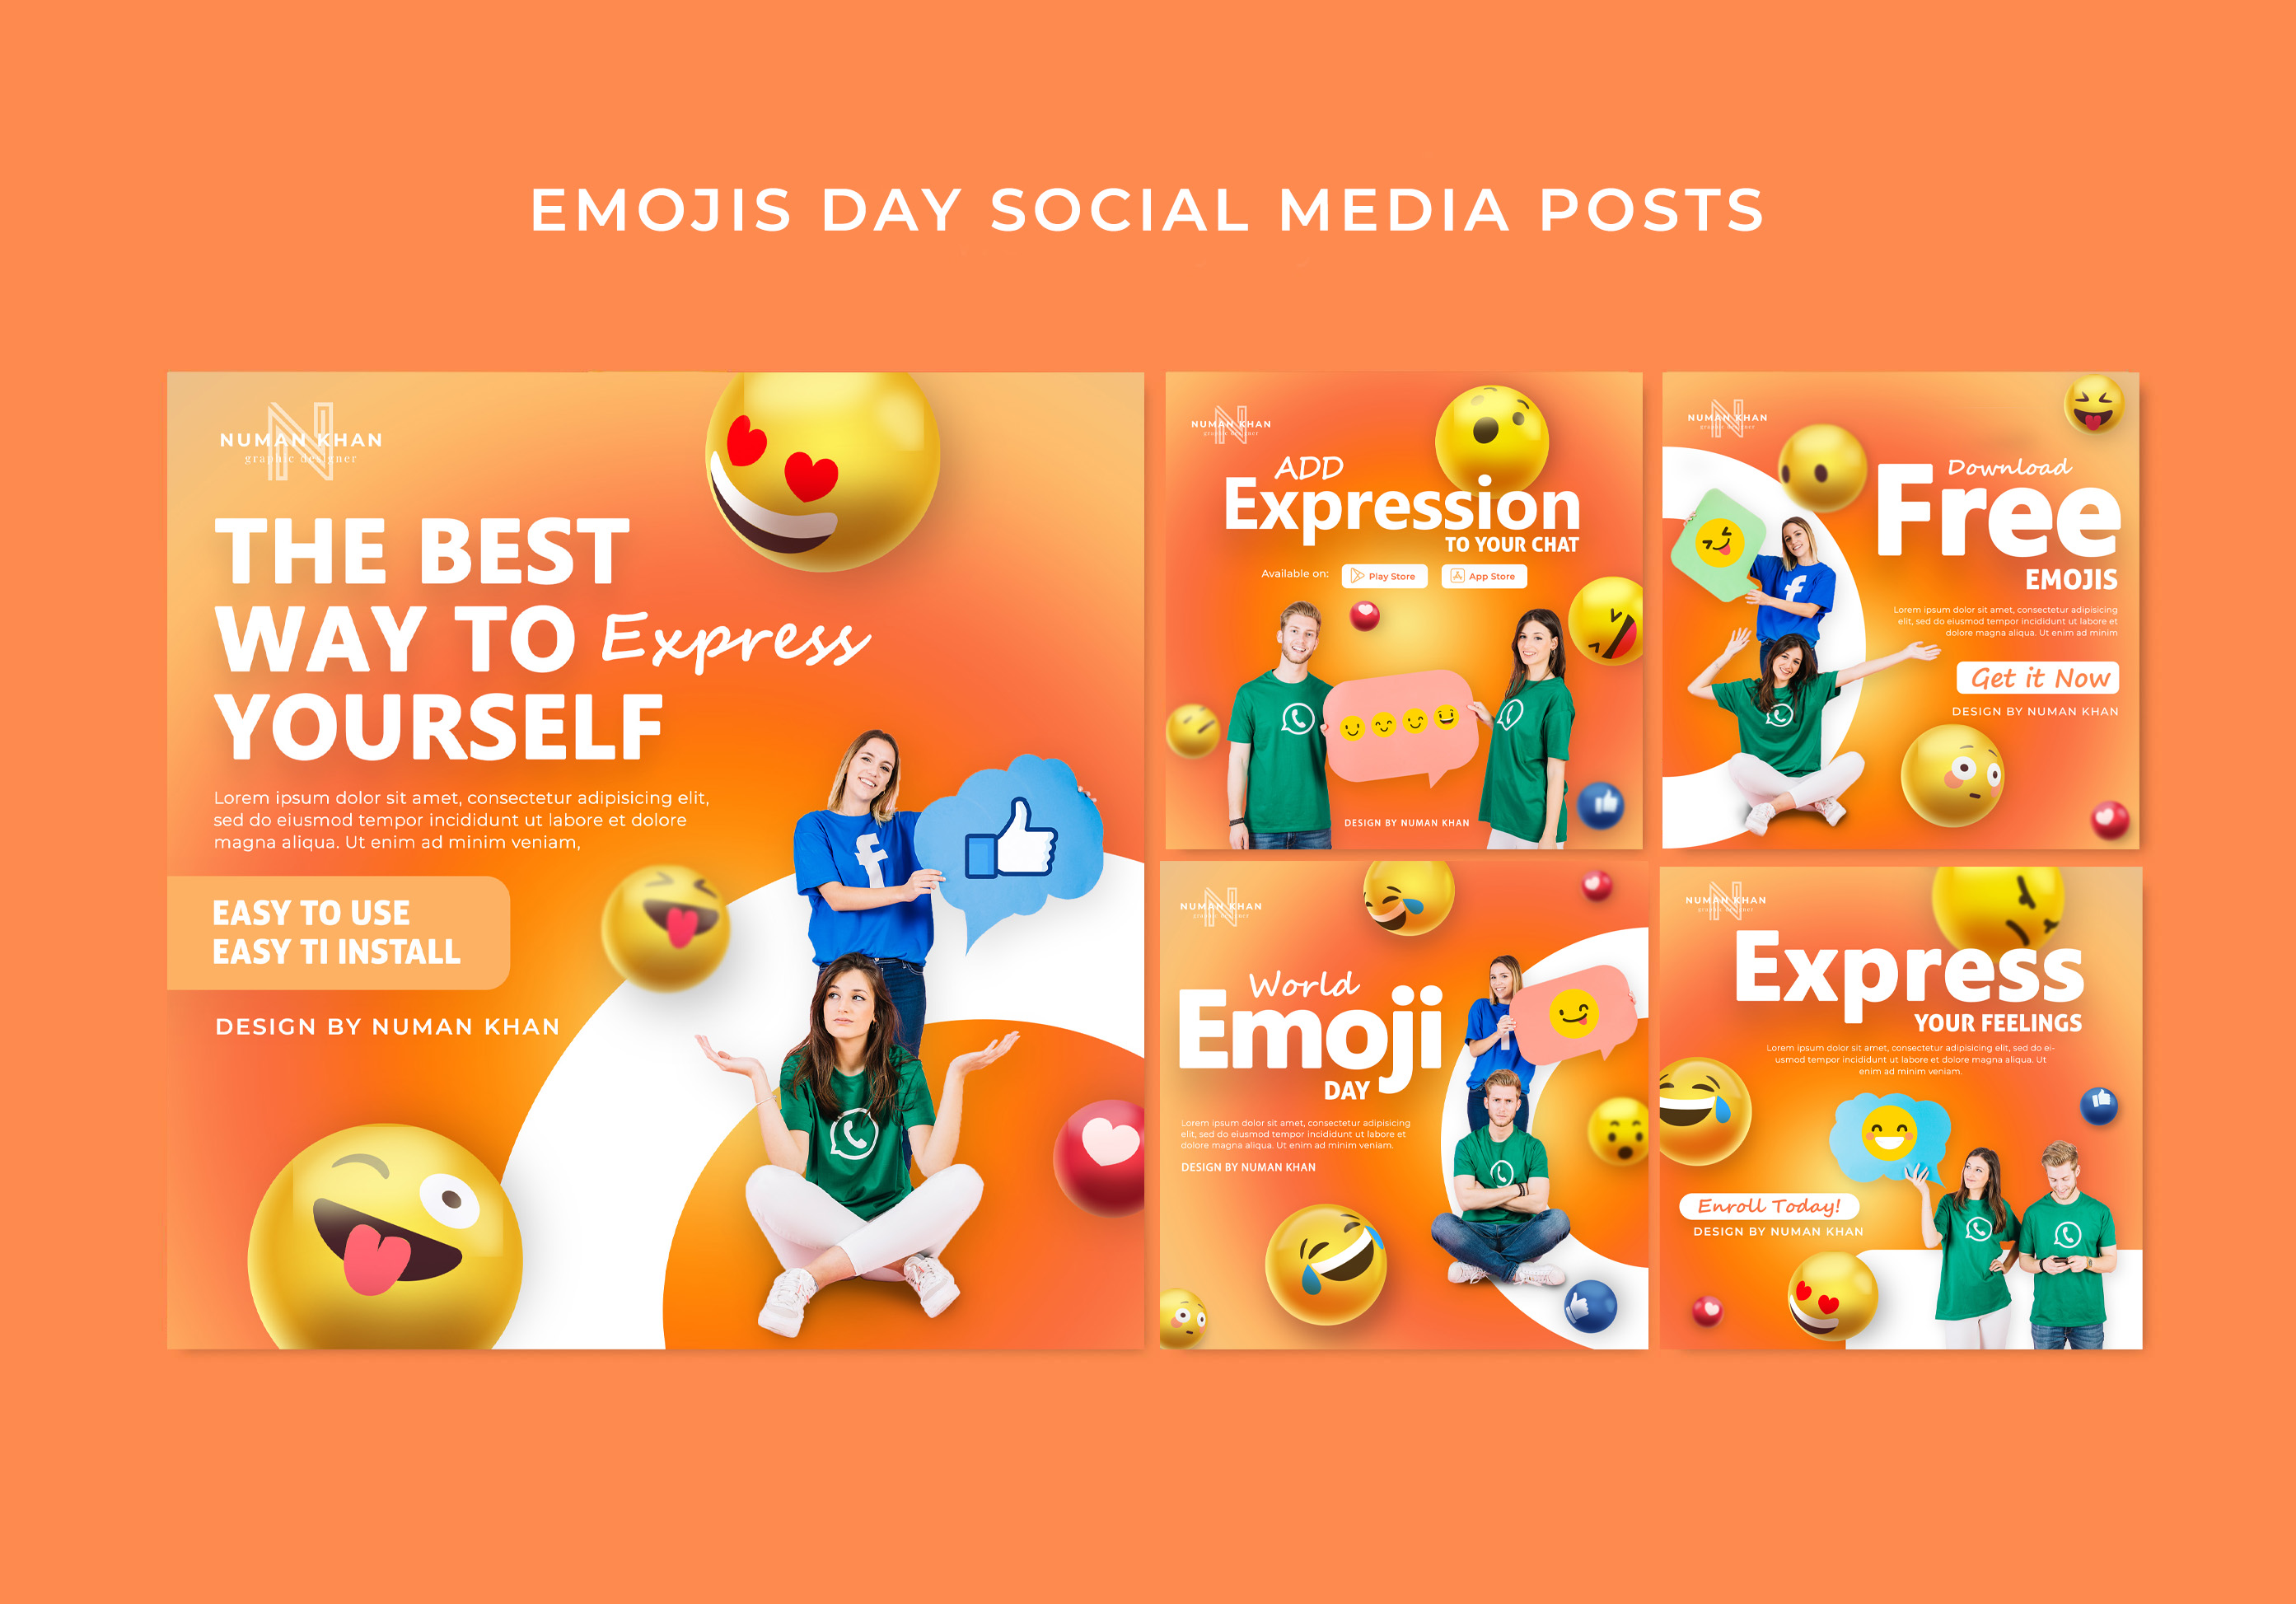 EMOJIS DAY SOCIAL MEDIA POSTS
NUMAN KHAN
graphic designer
THE BEST
WAY TO Express
YOURSELF
Lorem ipsum dolor sit amet, consectetur adipisicing elit,
sed do eiusmod tempor incididunt ut labore et dolore
magna aliqua. Ut enim ad minim veniam,
EASY TO USE
EASY TI INSTALL
DESIGN BY NUMAN KHAN
NUMAN KHAN
graphic designer
ADD
Expression
TO YOUR CHAT
Available on:
Play Store
App Store
DESIGN BY NUMAN KHAN
NUMAN KHAN
graphic designer
Download
Free
EMOJIS
Lorem ipsum dolor sit amet, consectetur adipisicing
elit, sed do eiusmod tempor incididunt ut labore et
dolore magna aliqua. Ut enim ad minim
Get it Now
DESIGN BY NUMAN KHAN
NUMAN KHAN
graphic designer
World
Emoji
DAY
Lorem ipsum dolor sit amet, consectetur adipisicing
elit, sed do eiusmod tempor incididunt ut labore et
dolore magna aliqua. Ut enim ad minim veniam.
DESIGN BY NUMAN KHAN
NUMAN KHAN
graphic designer
Express
YOUR FEELINGS
Lorem ipsum dolor sit amet, consectetur adipisicing elit, sed do ei-
usmod tempor incididunt ut labore et dolore magna aliqua. Ut
enim ad minim veniam.
Enroll Today!
DESIGN BY NUMAN KHAN